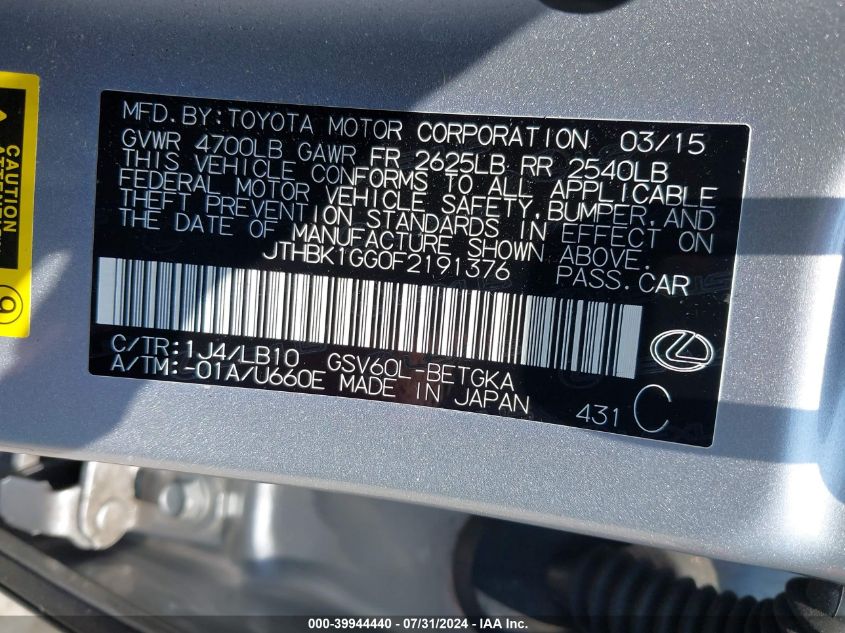 MFD.BY:TOYOTA MOTOR CORPORATION 03/15
GVWR 4700LB GAWR FR 2625LB RR 2540LB
THIS VEHICLE CONFORMS TO ALL APPLICABLE
FEDERAL MOTOR VEHICLE SAFETY,BUMPER,AND
THEFT PREVENTION STANDARDS IN EFFECT ON
THE DATE OF MANUFACTURE SHOWN ABOVE.
JTHBK1GG0F2191376 PASS.CAR
C/TR:1J4/LB10 GSV60L-BETGKA
A/TM:-01A/U660E MADE IN JAPAN
431 C
CAUTION
9
000-39944440 - 07/31/2024 - IAA Inc.